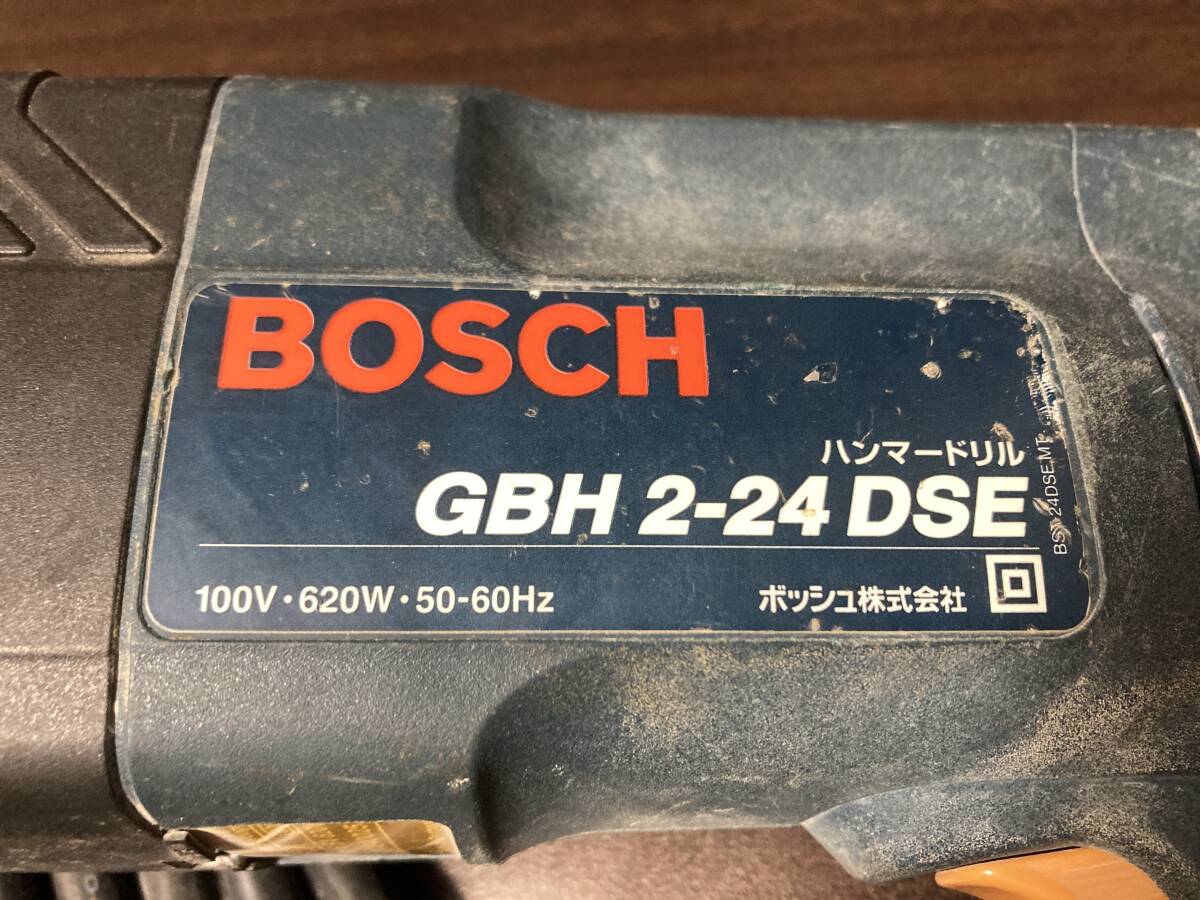 BOSCH
ハンマードリル
GBH 2-24 DSE
100V・620W・50-60Hz
ボッシュ株式会社